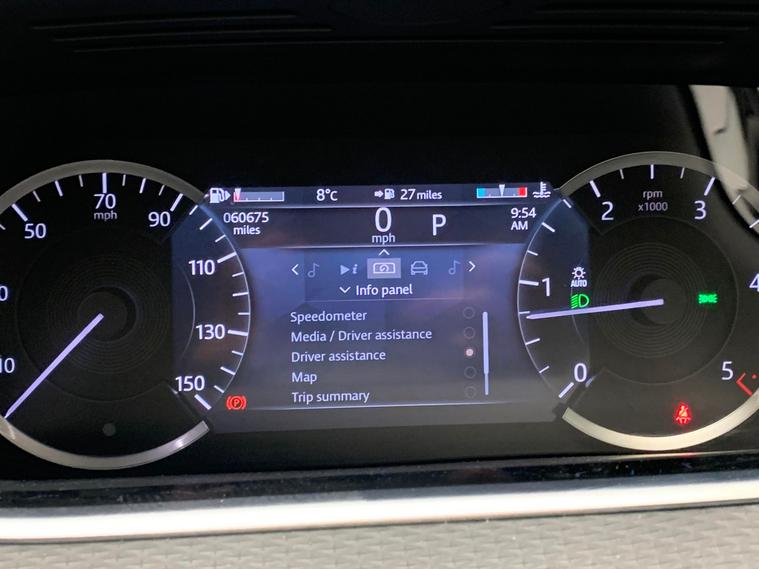 8°C
27 miles
060675
miles
0
mph
P
9:54
AM
Info panel
Speedometer
Media / Driver assistance
Driver assistance
Map
Trip summary
50
70
mph
90
110
130
150
10
0
1
2
3
4
5
rpm
x1000
AUTO